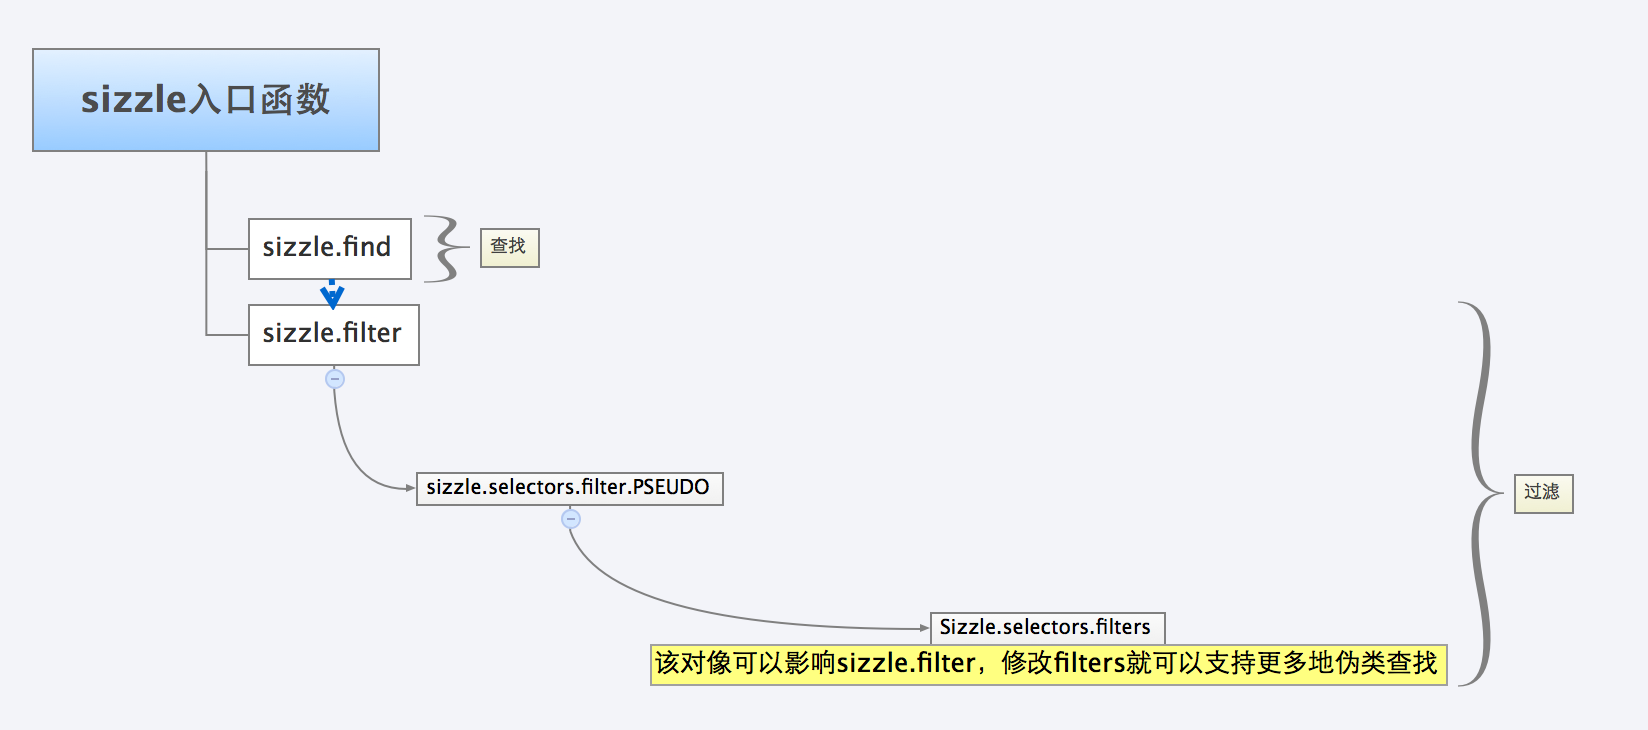 sizzle入口函数
sizzle.find
查找
sizzle.filter
sizzle.selectors.filter.PSEUDO
过滤
Sizzle.selectors.filters
该对像可以影响sizzle.filter，修改filters就可以支持更多地伪类查找